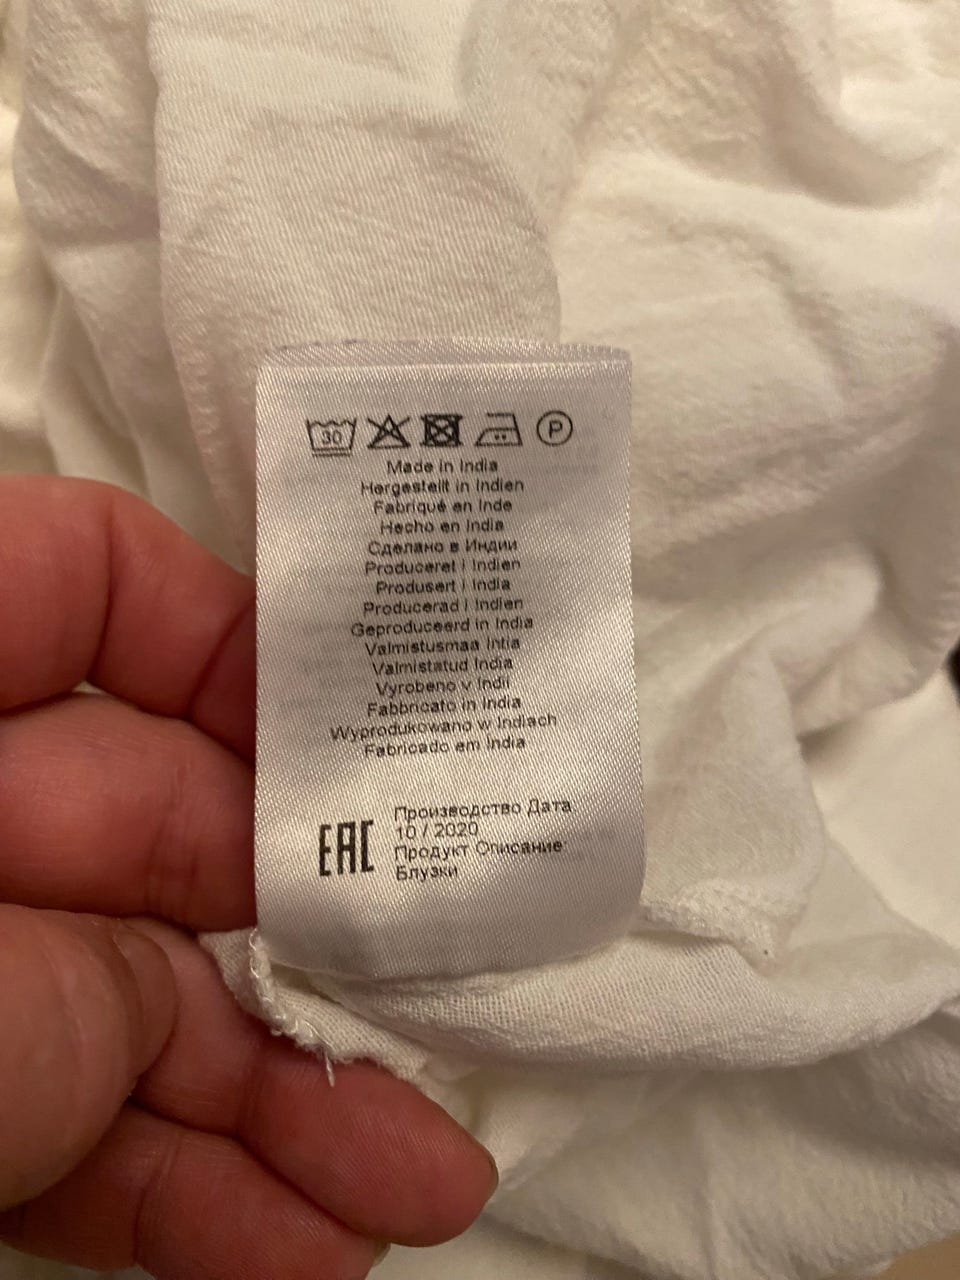 30 P
Made in India
Hergestellt in Indien
Fabriqué en Inde
Hecho en India
Сделано в Индии
Produceret i Indien
Produsert i India
Producerad i Indien
Geproduceerd in India
Valmistusmaa Intia
Valmistatud India
Vyrobeno v Indii
Fabbricato in India
Wyprodukowano w Indiach
Fabricado em India
EAC
Производство Дата
10 / 2020
Продукт Описание:
Блузки